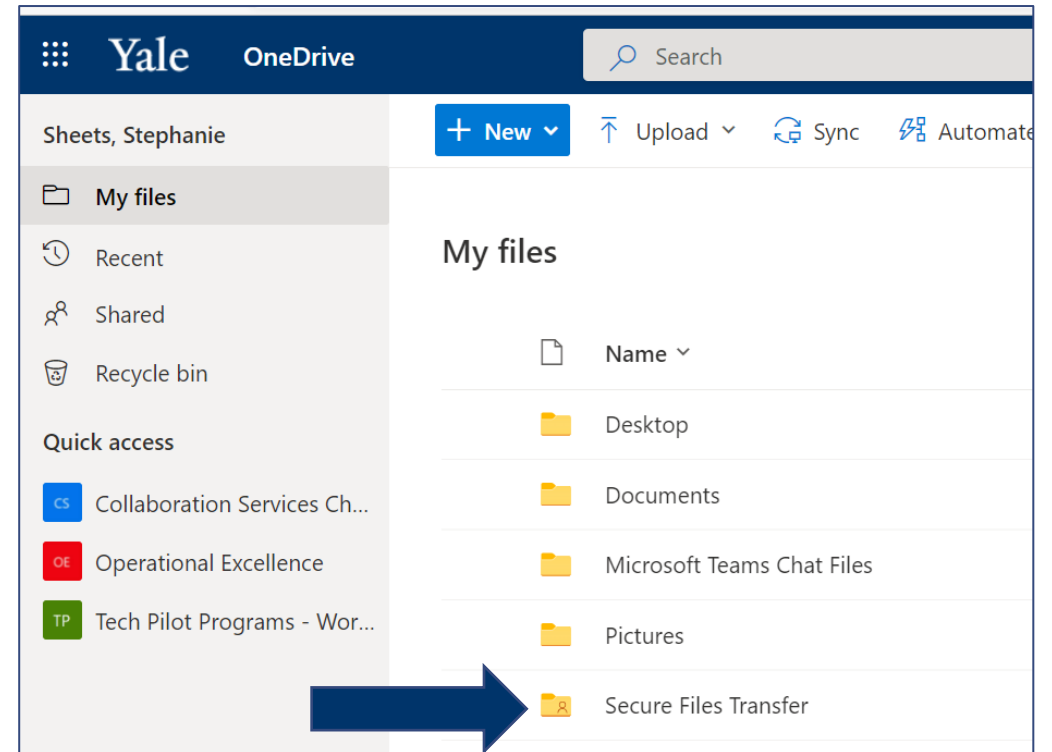 Yale OneDrive
Search
Sheets, Stephanie
My files
Recent
Shared
Recycle bin
Quick access
CS Collaboration Services Ch...
OE Operational Excellence
TP Tech Pilot Programs - Wor...
+ New Upload Sync Automate
My files
Name
Desktop
Documents
Microsoft Teams Chat Files
Pictures
Secure Files Transfer